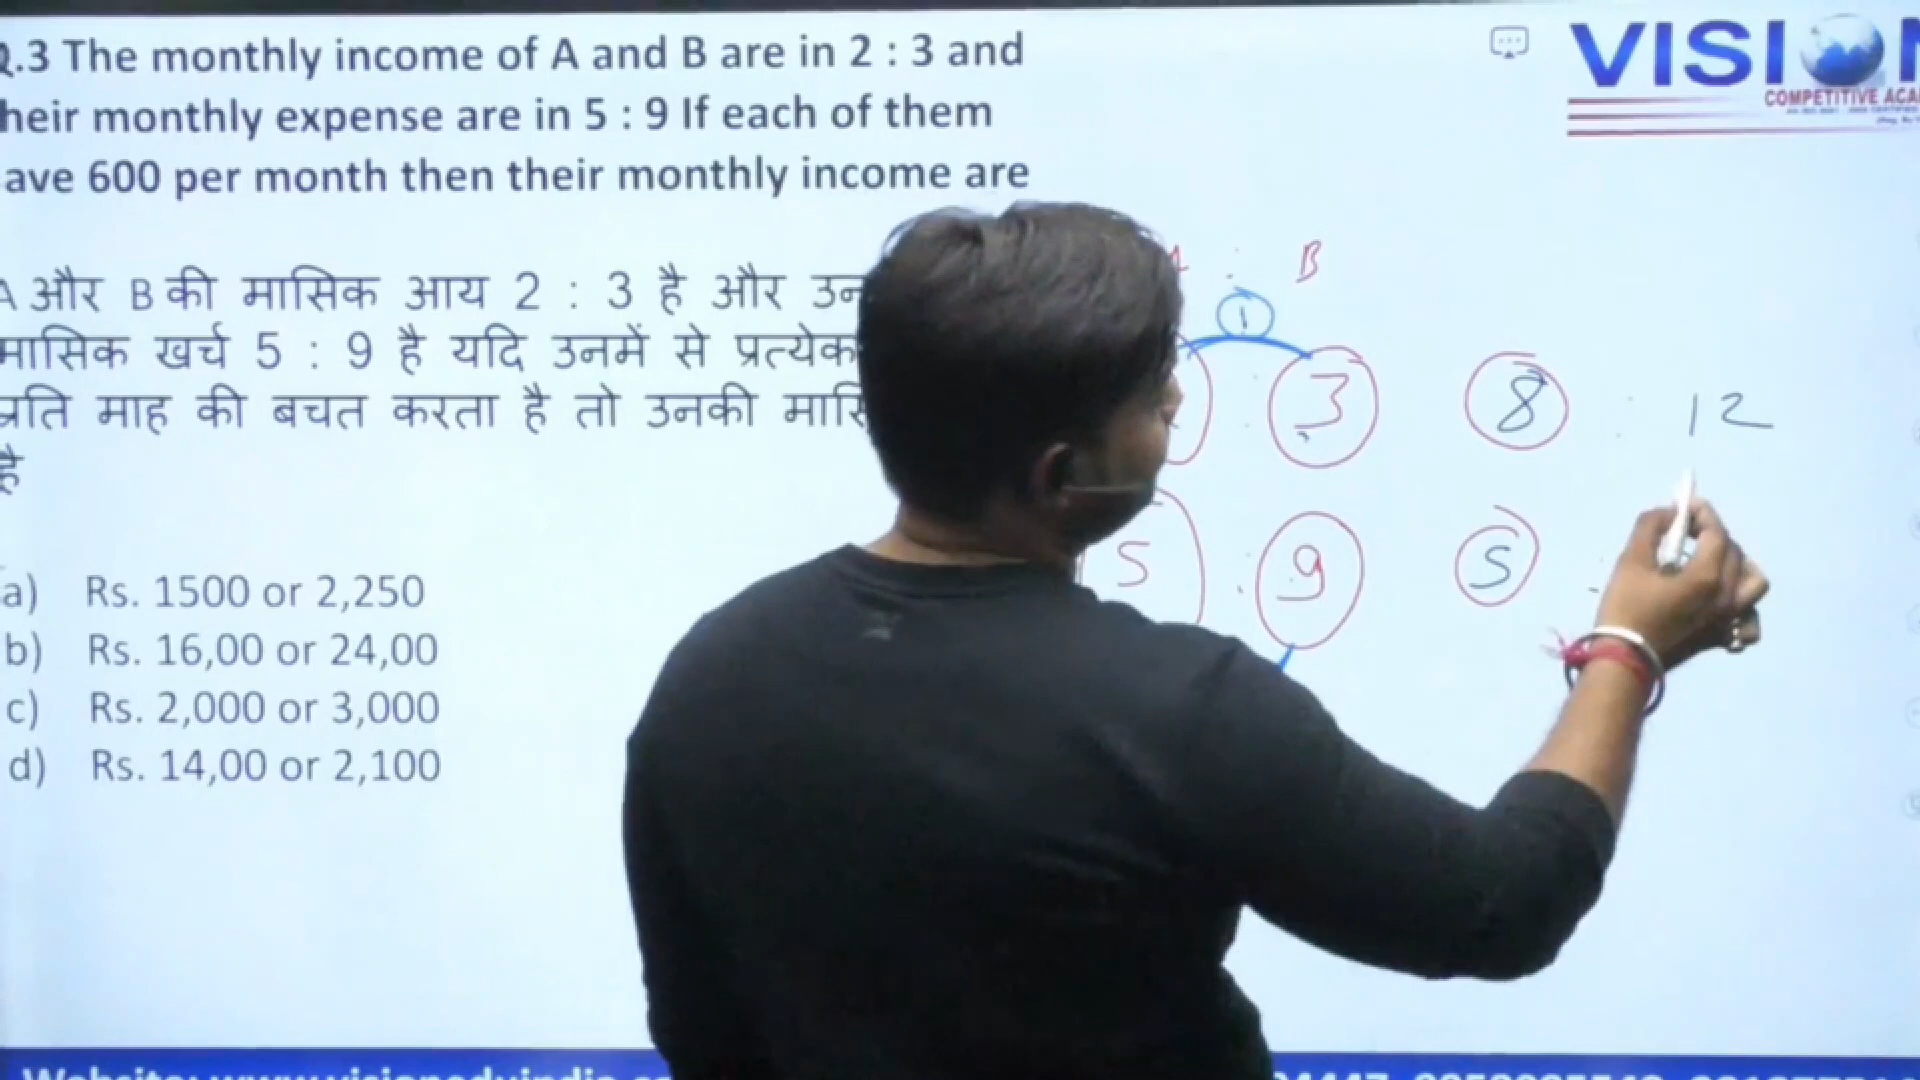 .3 The monthly income of A and B are in 2 : 3 and
heir monthly expense are in 5 : 9 If each of them
ave 600 per month then their monthly income are
VISION
COMPETITIVE ACA
A और B की मासिक आय 2 : 3 है और उन
मासिक खर्च 5 : 9 है यदि उनमें से प्रत्येक
प्रति माह की बचत करता है तो उनकी मासि
है
A : B
1
3 8 : 12
5 : 9 5 :
a) Rs. 1500 or 2,250
b) Rs. 16,00 or 24,00
c) Rs. 2,000 or 3,000
d) Rs. 14,00 or 2,100